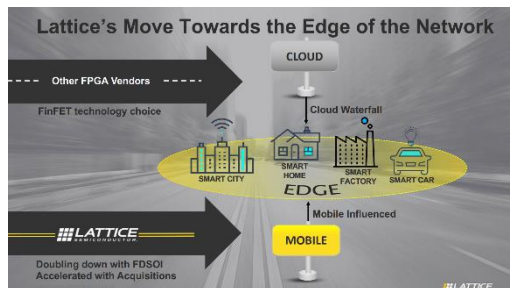 Lattice's Move Towards the Edge of the Network
CLOUD
Other FPGA Vendors
FinFET technology choice
Cloud Waterfall
SMART CITY
SMART
HOME
SMART
FACTORY
SMART CAR
EDGE
Mobile Influenced
LATTICE
SEMICONDUCTOR
MOBILE
Doubling down with FDSOI
Accelerated with Acquisitions
LATTICE